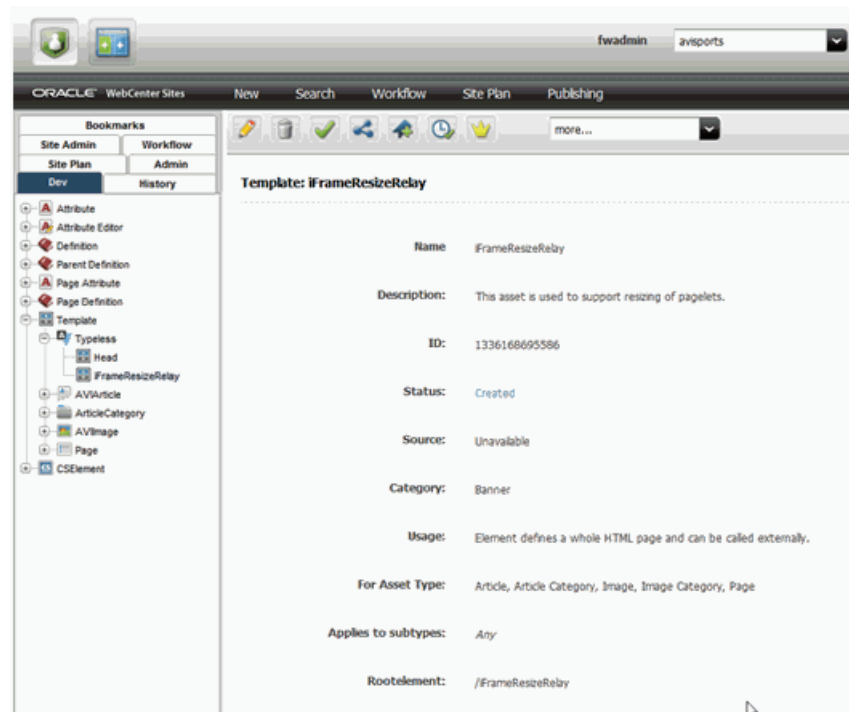 fwadmin avisports
ORACLE WebCenter Sites New Search Workflow Site Plan Publishing
Bookmarks
Site Admin Workflow
Site Plan Admin
Dev History
more...
Template: iFrameResizeRelay
Attribute
Attribute Editor
Definition
Parent Definition
Page Attribute
Page Definition
Template
Typeless
Head
iFrameResizeRelay
AVIArticle
ArticleCategory
AVIImage
Page
CSElement
Name iFrameResizeRelay
Description: This asset is used to support resizing of pagelets.
ID: 1336168695586
Status: Created
Source: Unavailable
Category: Banner
Usage: Element defines a whole HTML page and can be called externally.
For Asset Type: Article, Article Category, Image, Image Category, Page
Applies to subtypes: Any
Rootelement: /iFrameResizeRelay